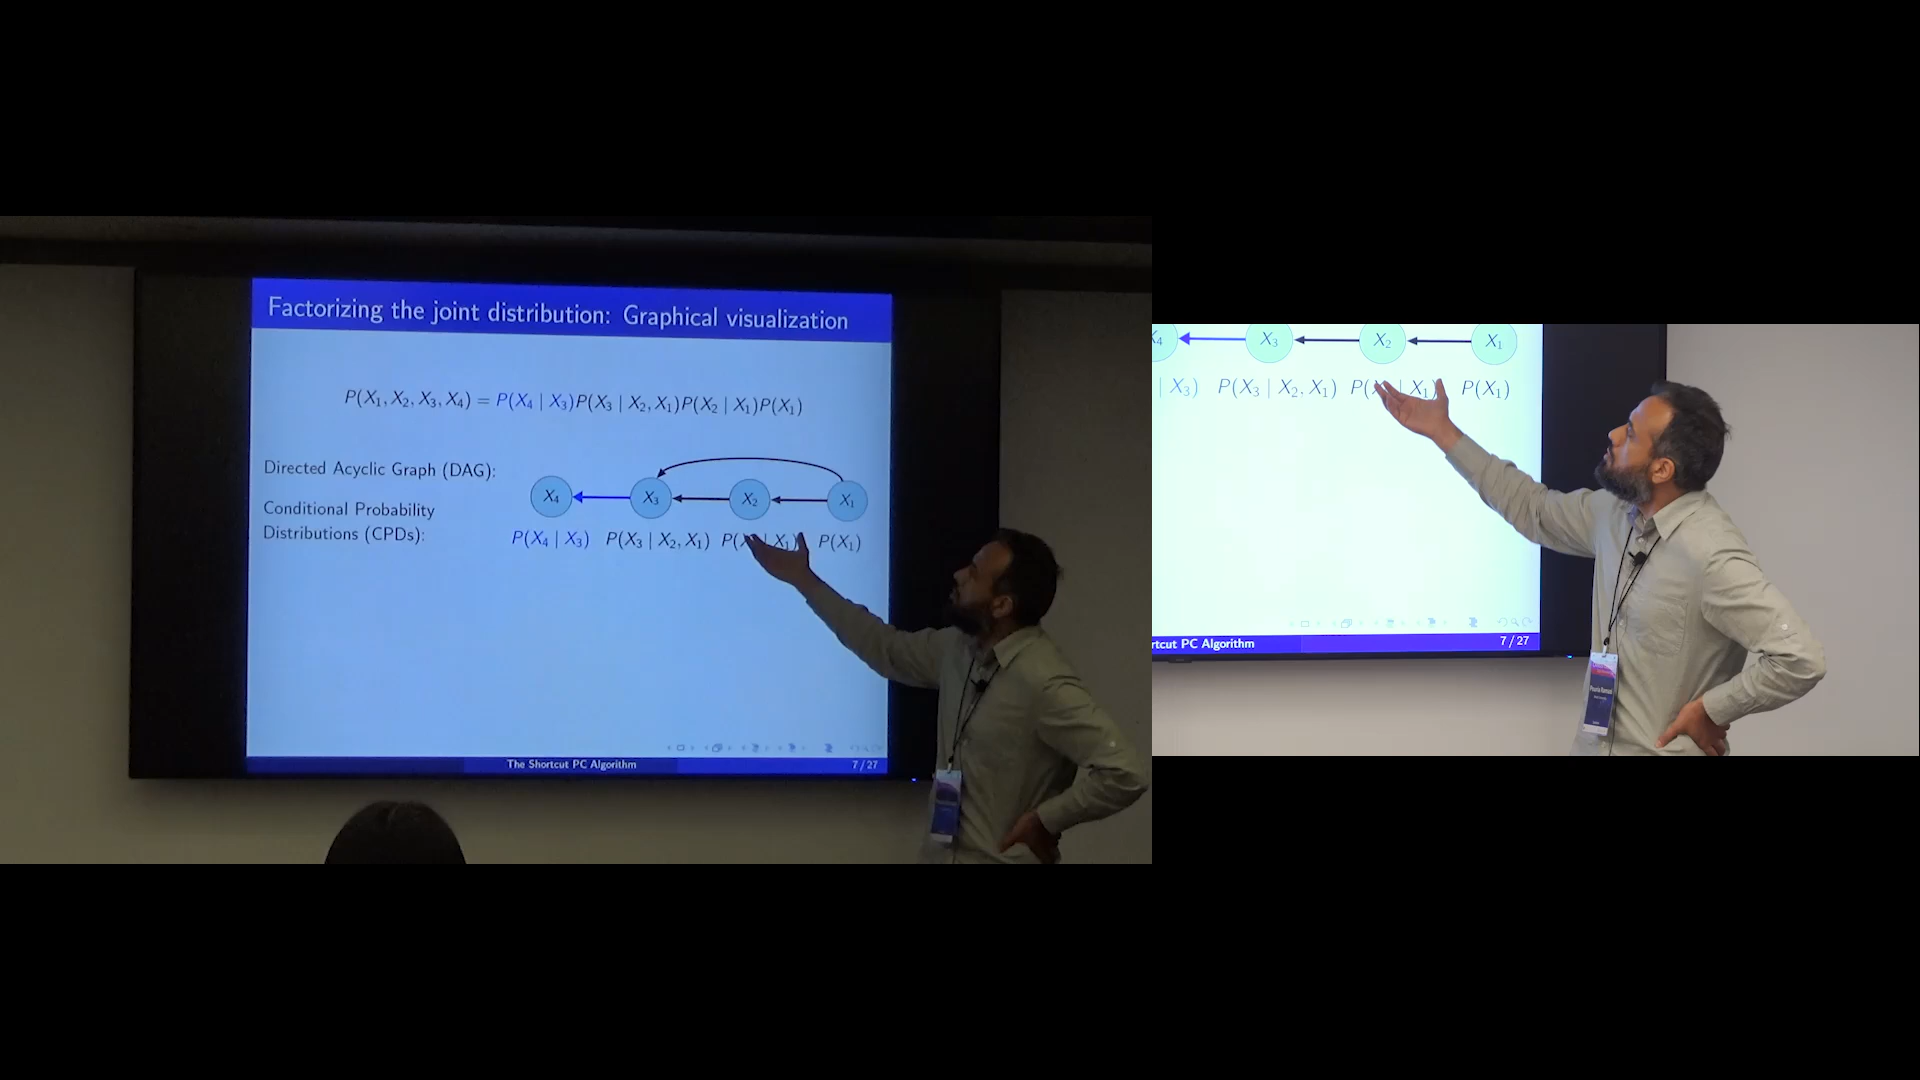 Factorizing the joint distribution: Graphical visualization
P(X₁, X₂, X₃, X₄) = P(X₄ | X₃)P(X₃ | X₂, X₁)P(X₂ | X₁)P(X₁)
Directed Acyclic Graph (DAG):
X₄ X₃ X₂ X₁
Conditional Probability
Distributions (CPDs):
P(X₄ | X₃) P(X₃ | X₂, X₁) P(X | X₁) P(X₁)
The Shortcut PC Algorithm
7 / 27
X₄ X₃ X₂ X₁
| X₃) P(X₃ | X₂, X₁) P(X | X₁) P(X₁)
rtcut PC Algorithm
7 / 27